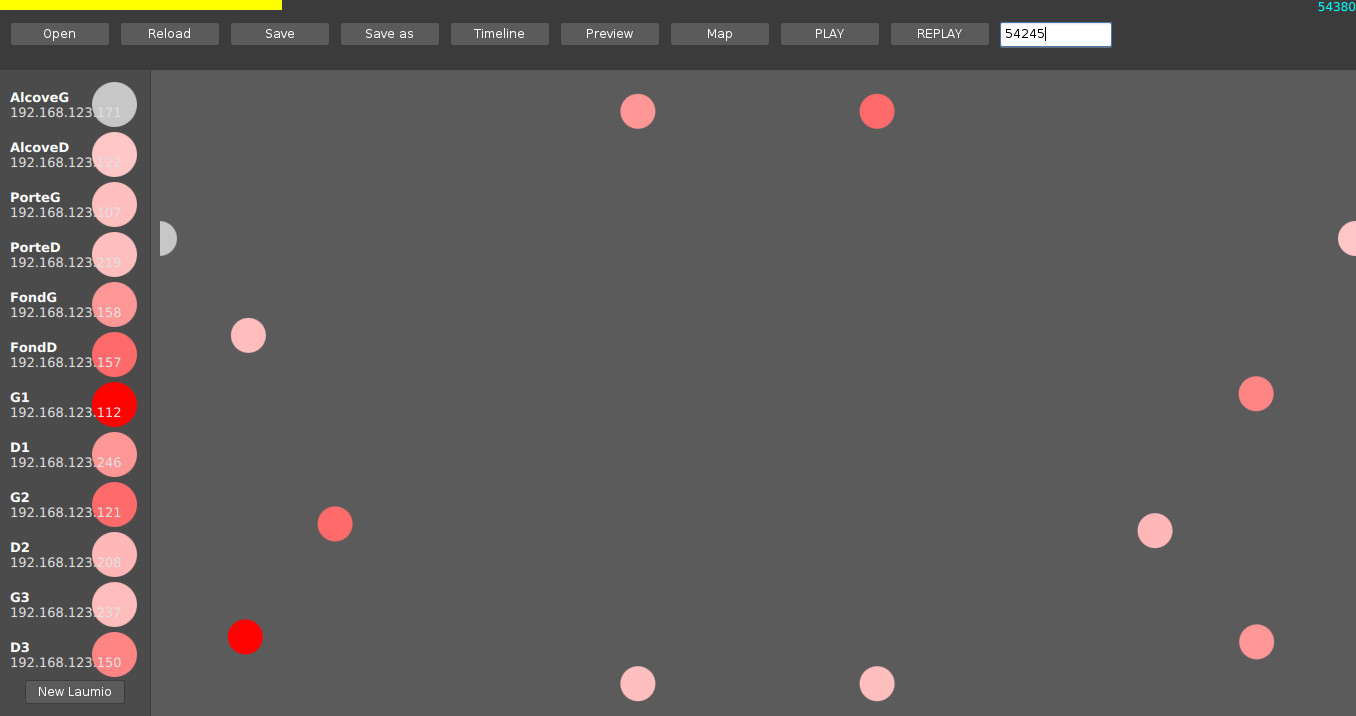 54380
Open Reload Save Save as Timeline Preview Map PLAY REPLAY 54245
AlcoveG
192.168.123.171
AlcoveD
192.168.123.122
PorteG
192.168.123.107
PorteD
192.168.123.219
FondG
192.168.123.158
FondD
192.168.123.157
G1
192.168.123.112
D1
192.168.123.246
G2
192.168.123.121
D2
192.168.123.208
G3
192.168.123.237
D3
192.168.123.150
New Laumio